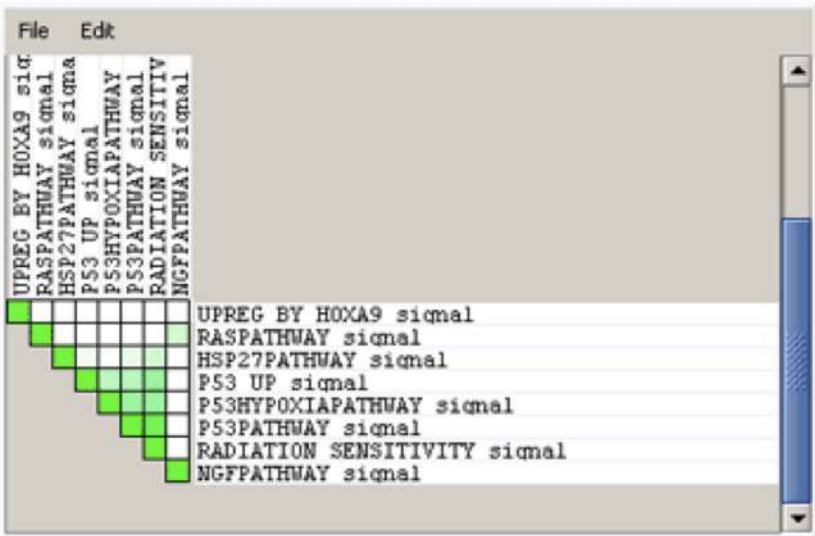 File Edit
UPREG BY HOXA9 sig
RASPATHWAY signal
HSP27PATHWAY signa
P53 UP signal
P53HYPOXIAPATHWAY
P53PATHWAY signal
RADIATION SENSITIV
NGFPATHWAY signal
UPREG BY HOXA9 signal
RASPATHWAY signal
HSP27PATHWAY signal
P53 UP signal
P53HYPOXIAPATHWAY signal
P53PATHWAY signal
RADIATION SENSITIVITY signal
NGFPATHWAY signal